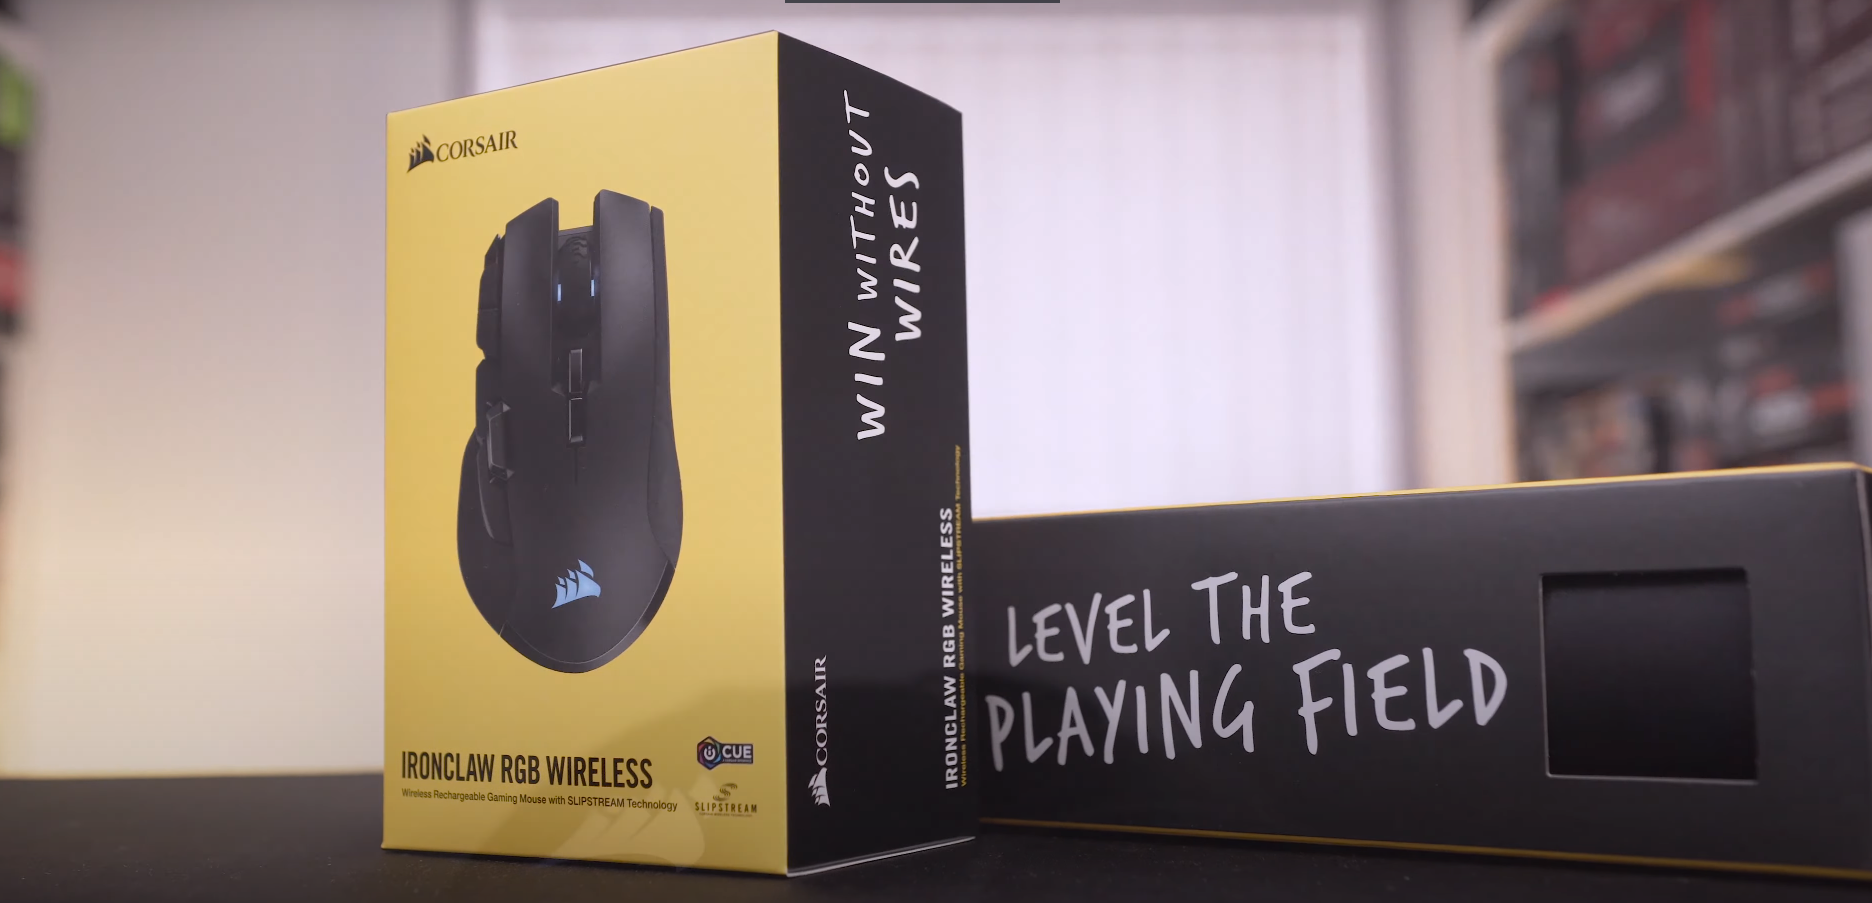 CORSAIR
IRONCLAW RGB WIRELESS
Wireless Rechargeable Gaming Mouse with SLIPSTREAM Technology
CUE
SLIPSTREAM
WIN WITHOUT
WIRES
CORSAIR
IRONCLAW RGB WIRELESS
Wireless Rechargeable Gaming Mouse with SLIPSTREAM Technology
LEVEL THE
PLAYING FIELD